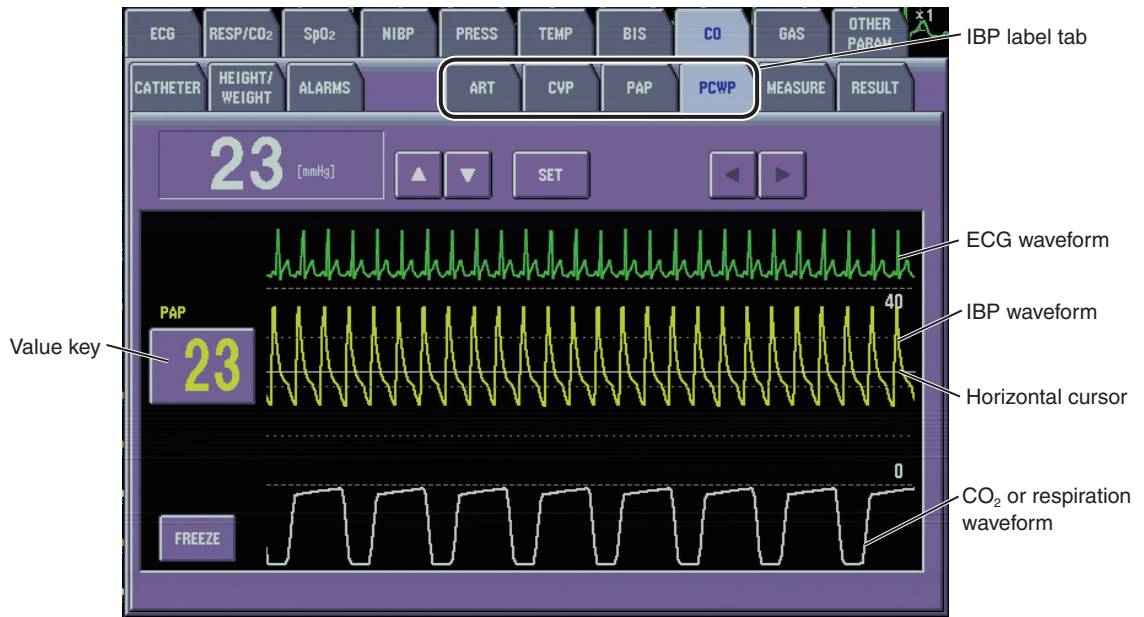 ECG RESP/CO2 SpO2 NIBP PRESS TEMP BIS CO GAS OTHER PARAM x1
IBP label tab
CATHETER HEIGHT/ WEIGHT ALARMS ART CVP PAP PCWP MEASURE RESULT
23 [mmHg] SET
ECG waveform
40
PAP
IBP waveform
Value key
23
Horizontal cursor
0
CO₂ or respiration
waveform
FREEZE